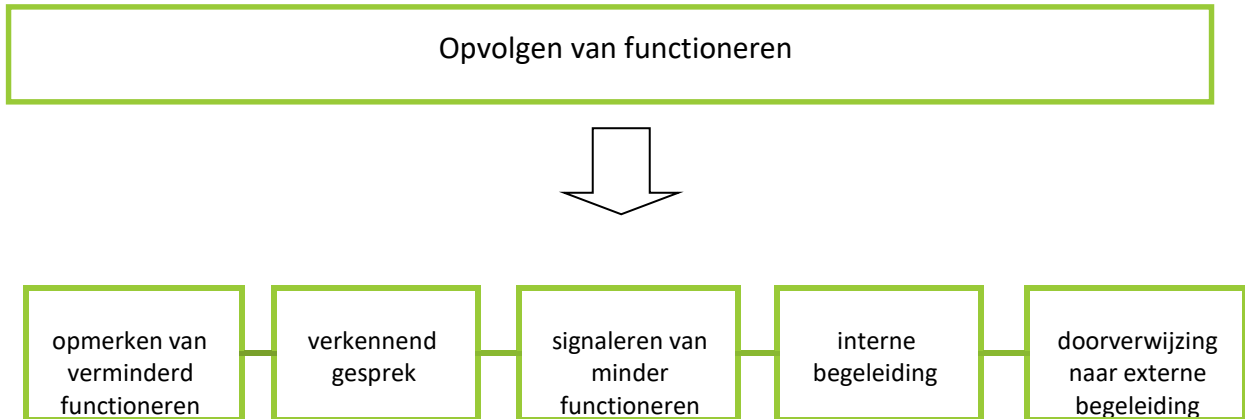 Opvolgen van functioneren
opmerken van
verminderd
functioneren
verkennend
gesprek
signaleren van
minder
functioneren
interne
begeleiding
doorverwijzing
naar externe
begeleiding